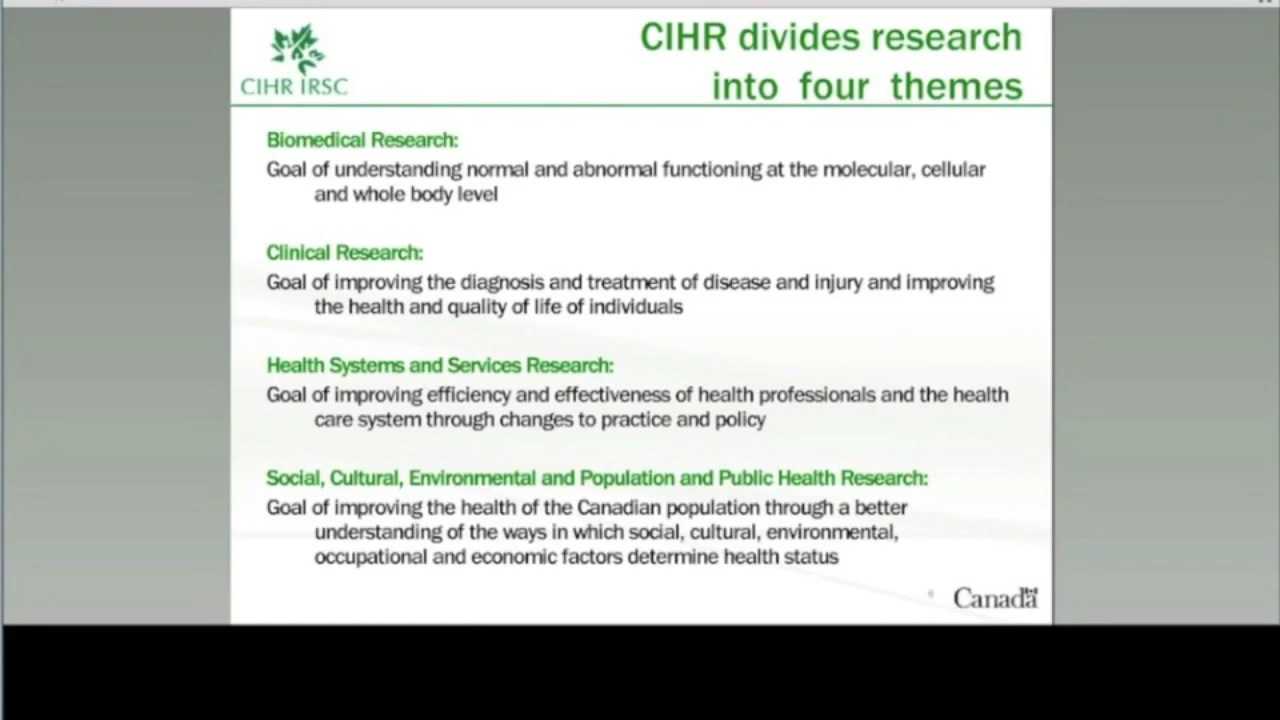 CIHR IRSC
CIHR divides research
into four themes
Biomedical Research:
Goal of understanding normal and abnormal functioning at the molecular, cellular
and whole body level
Clinical Research:
Goal of improving the diagnosis and treatment of disease and injury and improving
the health and quality of life of individuals
Health Systems and Services Research:
Goal of improving efficiency and effectiveness of health professionals and the health
care system through changes to practice and policy
Social, Cultural, Environmental and Population and Public Health Research:
Goal of improving the health of the Canadian population through a better
understanding of the ways in which social, cultural, environmental,
occupational and economic factors determine health status
Canada